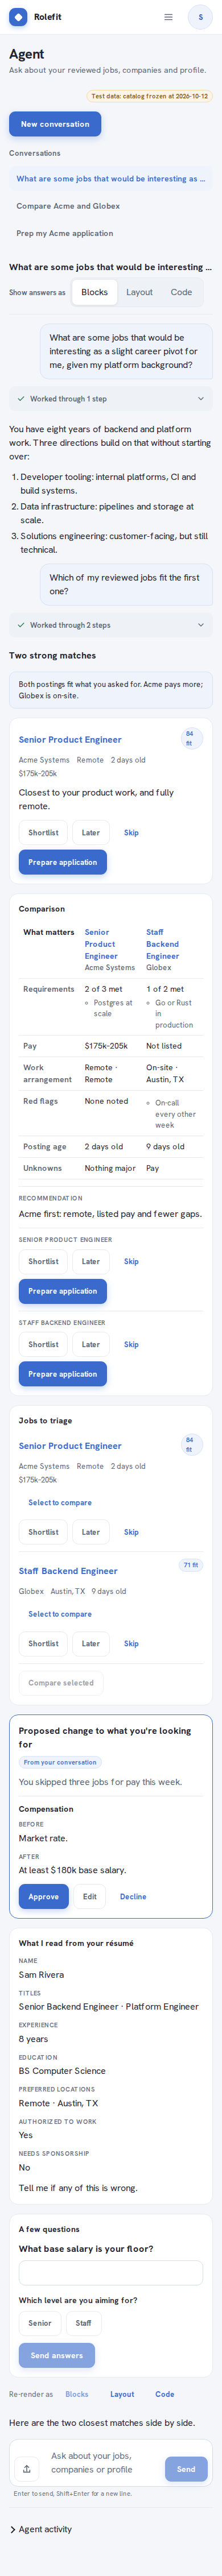 Rolefit
S
Agent
Ask about your reviewed jobs, companies and profile.
Test data: catalog frozen at 2026-10-12
New conversation
Conversations
What are some jobs that would be interesting as ...
Compare Acme and Globex
Prep my Acme application
What are some jobs that would be interesting ...
Show answers as
Blocks
Layout
Code
What are some jobs that would be
interesting as a slight career pivot for
me, given my platform background?
Worked through 1 step
You have eight years of backend and platform
work. Three directions build on that without starting
over:
1. Developer tooling: internal platforms, CI and
build systems.
2. Data infrastructure: pipelines and storage at
scale.
3. Solutions engineering: customer-facing, but still
technical.
Which of my reviewed jobs fit the first
one?
Worked through 2 steps
Two strong matches
Both postings fit what you asked for. Acme pays more;
Globex is on-site.
Senior Product Engineer
84
fit
Acme Systems Remote 2 days old
$175k-205k
Closest to your product work, and fully
remote.
Shortlist
Later
Skip
Prepare application
Comparison
What matters
Senior
Product
Engineer
Acme Systems
Staff
Backend
Engineer
Globex
Requirements
2 of 3 met
Postgres at
scale
1 of 2 met
Go or Rust
in
production
Pay
$175k-205k
Not listed
Work
arrangement
Remote ·
Remote
On-site ·
Austin, TX
Red flags
None noted
On-call
every other
week
Posting age
2 days old
9 days old
Unknowns
Nothing major
Pay
RECOMMENDATION
Acme first: remote, listed pay and fewer gaps.
SENIOR PRODUCT ENGINEER
Shortlist
Later
Skip
Prepare application
STAFF BACKEND ENGINEER
Shortlist
Later
Skip
Prepare application
Jobs to triage
Senior Product Engineer
84
fit
Acme Systems Remote 2 days old
$175k-205k
Select to compare
Shortlist
Later
Skip
Staff Backend Engineer
71 fit
Globex Austin, TX 9 days old
Select to compare
Shortlist
Later
Skip
Compare selected
Proposed change to what you're looking
for
From your conversation
You skipped three jobs for pay this week.
Compensation
BEFORE
Market rate.
AFTER
At least $180k base salary.
Approve
Edit
Decline
What I read from your résumé
NAME
Sam Rivera
TITLES
Senior Backend Engineer · Platform Engineer
EXPERIENCE
8 years
EDUCATION
BS Computer Science
PREFERRED LOCATIONS
Remote · Austin, TX
AUTHORIZED TO WORK
Yes
NEEDS SPONSORSHIP
No
Tell me if any of this is wrong.
A few questions
What base salary is your floor?
Which level are you aiming for?
Senior
Staff
Send answers
Re-render as
Blocks
Layout
Code
Here are the two closest matches side by side.
Ask about your jobs,
companies or profile
Send
Enter to send, Shift+Enter for a new line.
Agent activity